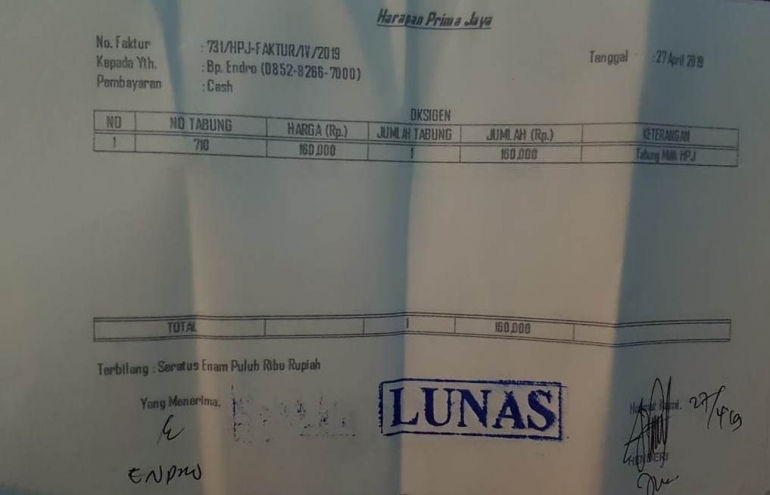 Harapan Prima Jaya
No. Faktur : 731/HPJ-FAKTUR/IV/2019
Tanggal : 27 April 2019
Kepada Yth. : Bp. Endro (0852-8266-7000)
Pembayaran : Cash
OKSIGEN
NO NO TABUNG HARGA (Rp.) JUMLAH TABUNG JUMLAH (Rp.) KETERANGAN
1 710 160,000 1 160,000 Tabung Milik HPJ
TOTAL 1 160,000
Terbilang : Seratus Enam Puluh Ribu Rupiah
Yang Menerima, Hormat Kami.
LUNAS
27/4 19
ENDRO